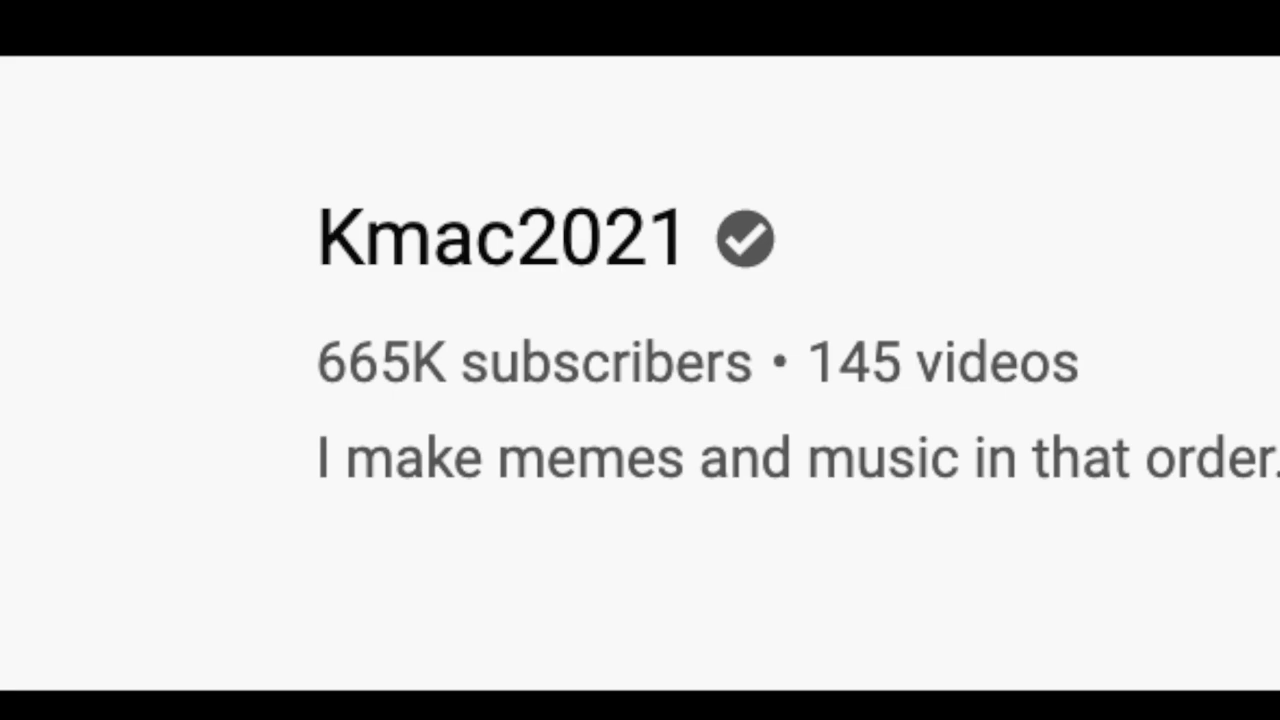 Kmac2021
665K subscribers • 145 videos
I make memes and music in that order.